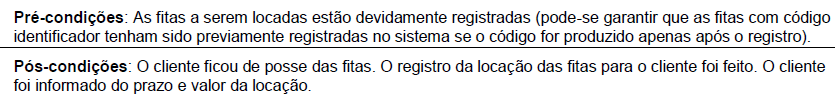 Pré-condições: As fitas a serem locadas estão devidamente registradas (pode-se garantir que as fitas com código
identificador tenham sido previamente registradas no sistema se o código for produzido apenas após o registro).
Pós-condições: O cliente ficou de posse das fitas. O registro da locação das fitas para o cliente foi feito. O cliente
foi informado do prazo e valor da locação.